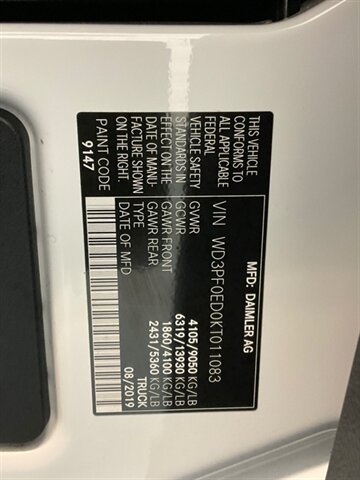 MFD: DAIMLER AG
VIN WD3PF0ED0KT011083
THIS VEHICLE
CONFORMS TO
ALL APPLICABLE
FEDERAL
VEHICLE SAFETY
STANDARDS IN
EFFECT ON THE
DATE OF MANU-
FACTURE SHOWN
ON THE RIGHT.
GVWR 4105/9050 KG/LB
GCWR 6319/13930 KG/LB
GAWR FRONT 1860/4100 KG/LB
GAWR REAR 2431/5360 KG/LB
TYPE TRUCK
PAINT CODE DATE OF MFD 08/2019
9147